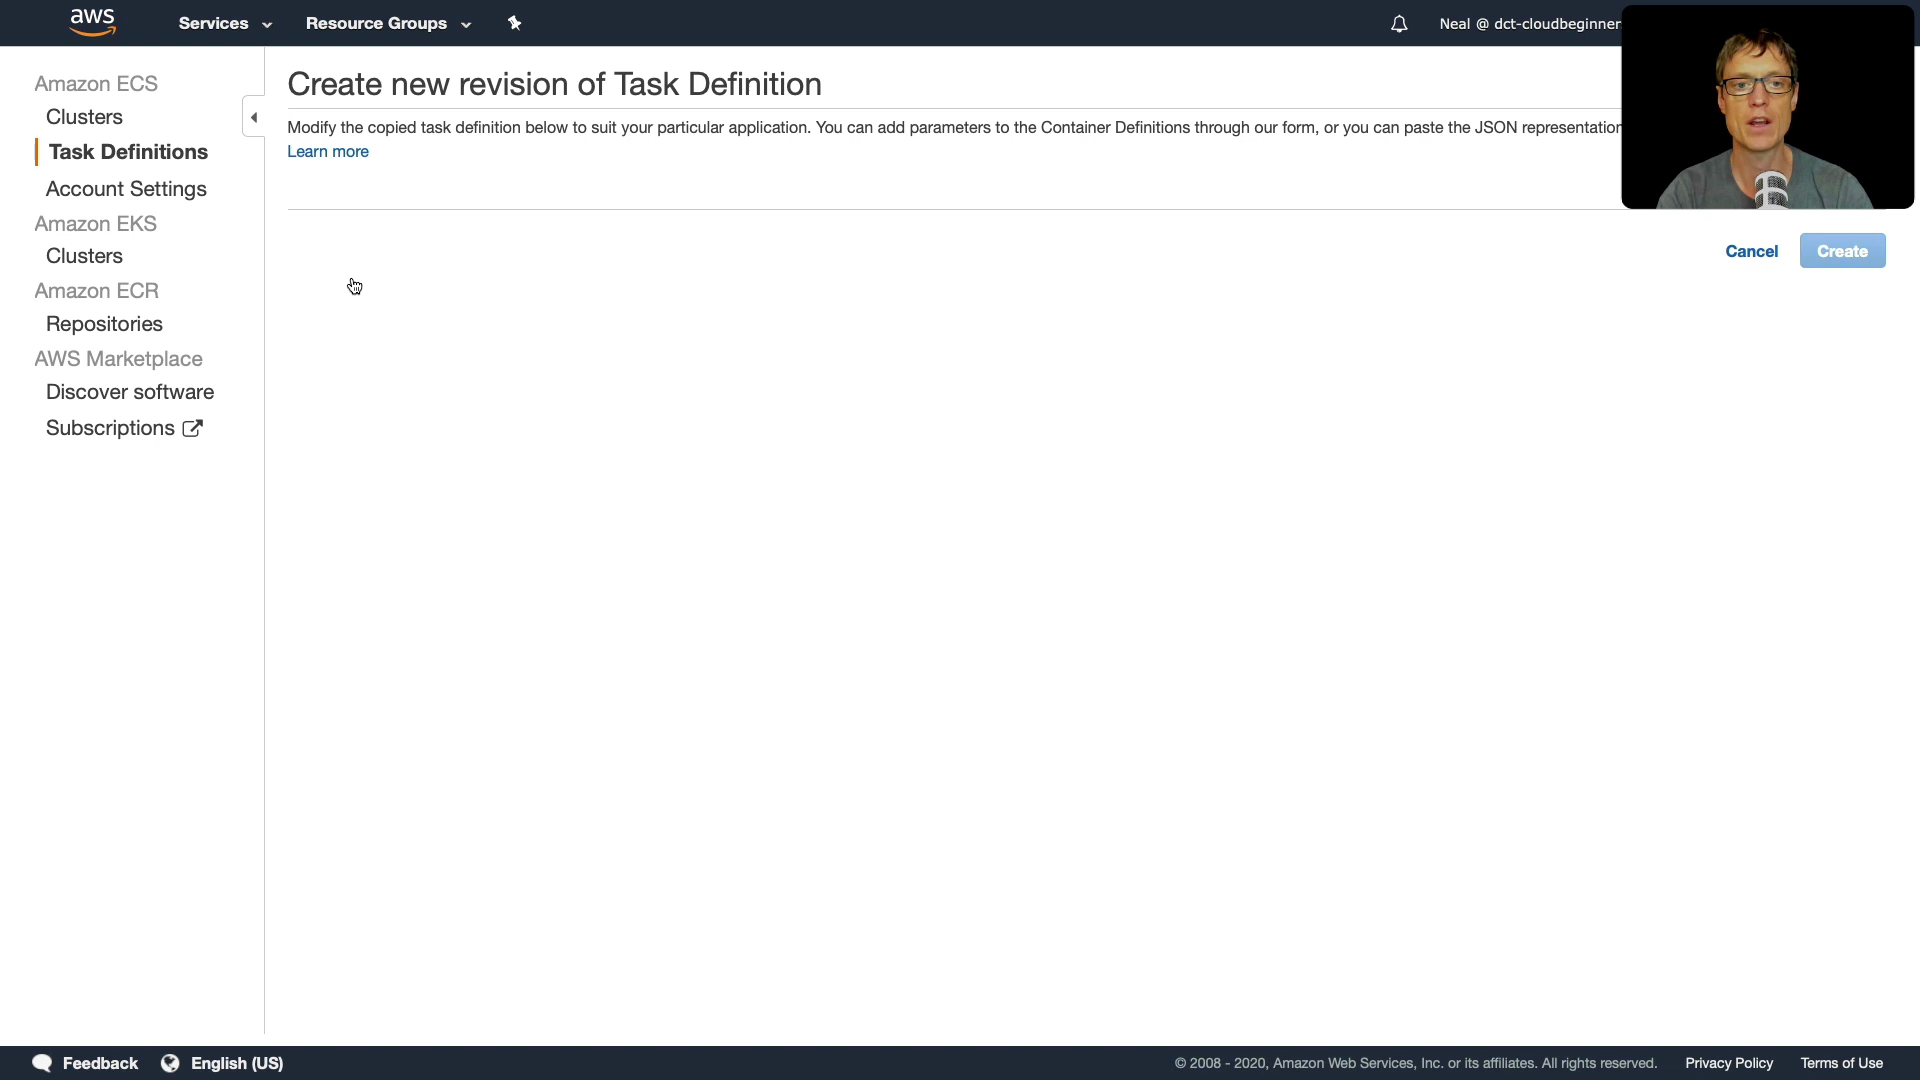 aws
Services
Resource Groups
Neal @ dct-cloudbeginner
Amazon ECS
Clusters
Task Definitions
Account Settings
Amazon EKS
Clusters
Amazon ECR
Repositories
AWS Marketplace
Discover software
Subscriptions
Create new revision of Task Definition
Modify the copied task definition below to suit your particular application. You can add parameters to the Container Definitions through our form, or you can paste the JSON representation
Learn more
Cancel
Create
Feedback
English (US)
© 2008 - 2020, Amazon Web Services, Inc. or its affiliates. All rights reserved.
Privacy Policy
Terms of Use